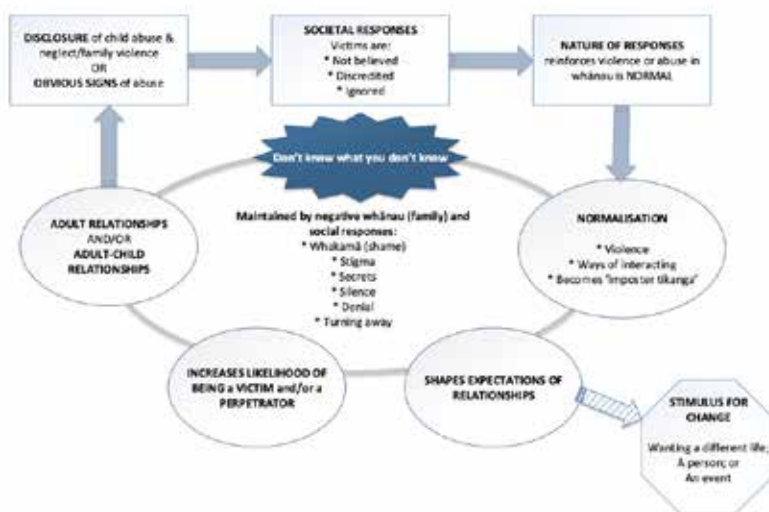 DISCLOSURE of child abuse &
neglect/family violence
OR
OBVIOUS SIGNS of abuse
SOCIETAL RESPONSES
Victims are:
* Not believed
* Discredited
* Ignored
NATURE OF RESPONSES
reinforces violence or abuse in
whānau is NORMAL
Don't know what you don't know
ADULT RELATIONSHIPS
AND/OR
ADULT-CHILD
RELATIONSHIPS
Maintained by negative whānau (family) and
social responses:
* Whakamā (shame)
* Stigma
* Secrets
* Silence
* Denial
* Turning away
NORMALISATION
* Violence
* Ways of interacting
* Becomes 'imposter tikanga'
INCREASES LIKELIHOOD OF
BEING a VICTIM and/or a
PERPETRATOR
SHAPES EXPECTATIONS OF
RELATIONSHIPS
STIMULUS FOR
CHANGE
Wanting a different life;
A person; or
An event